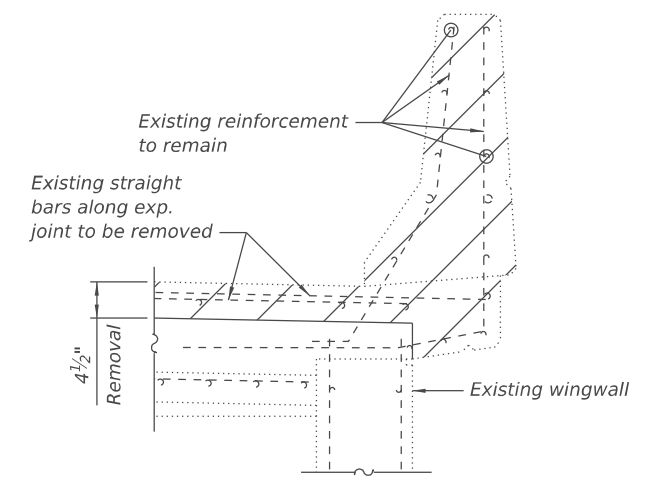 Existing reinforcement
to remain
Existing straight
bars along exp.
joint to be removed
4½"
Removal
Existing wingwall